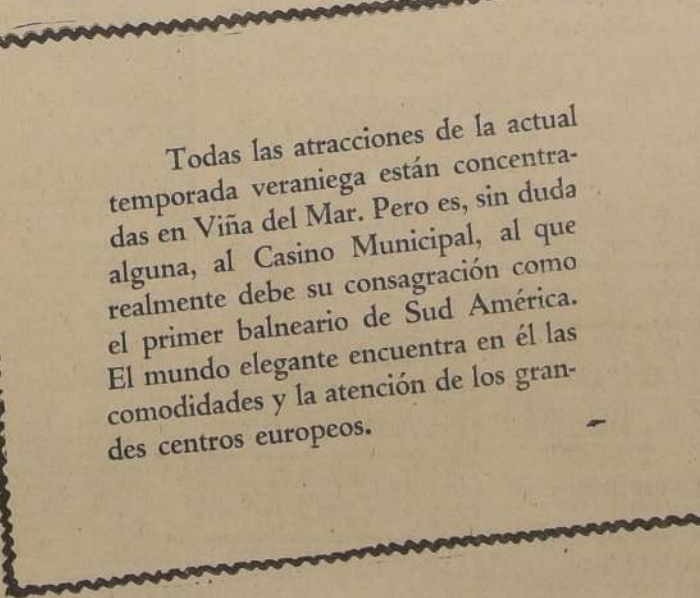 Todas las atracciones de la actual
temporada veraniega están concentra-
das en Viña del Mar. Pero es, sin duda
alguna, al Casino Municipal, al que
realmente debe su consagración como
el primer balneario de Sud América.
El mundo elegante encuentra en él las
comodidades y la atención de los gran-
des centros europeos.